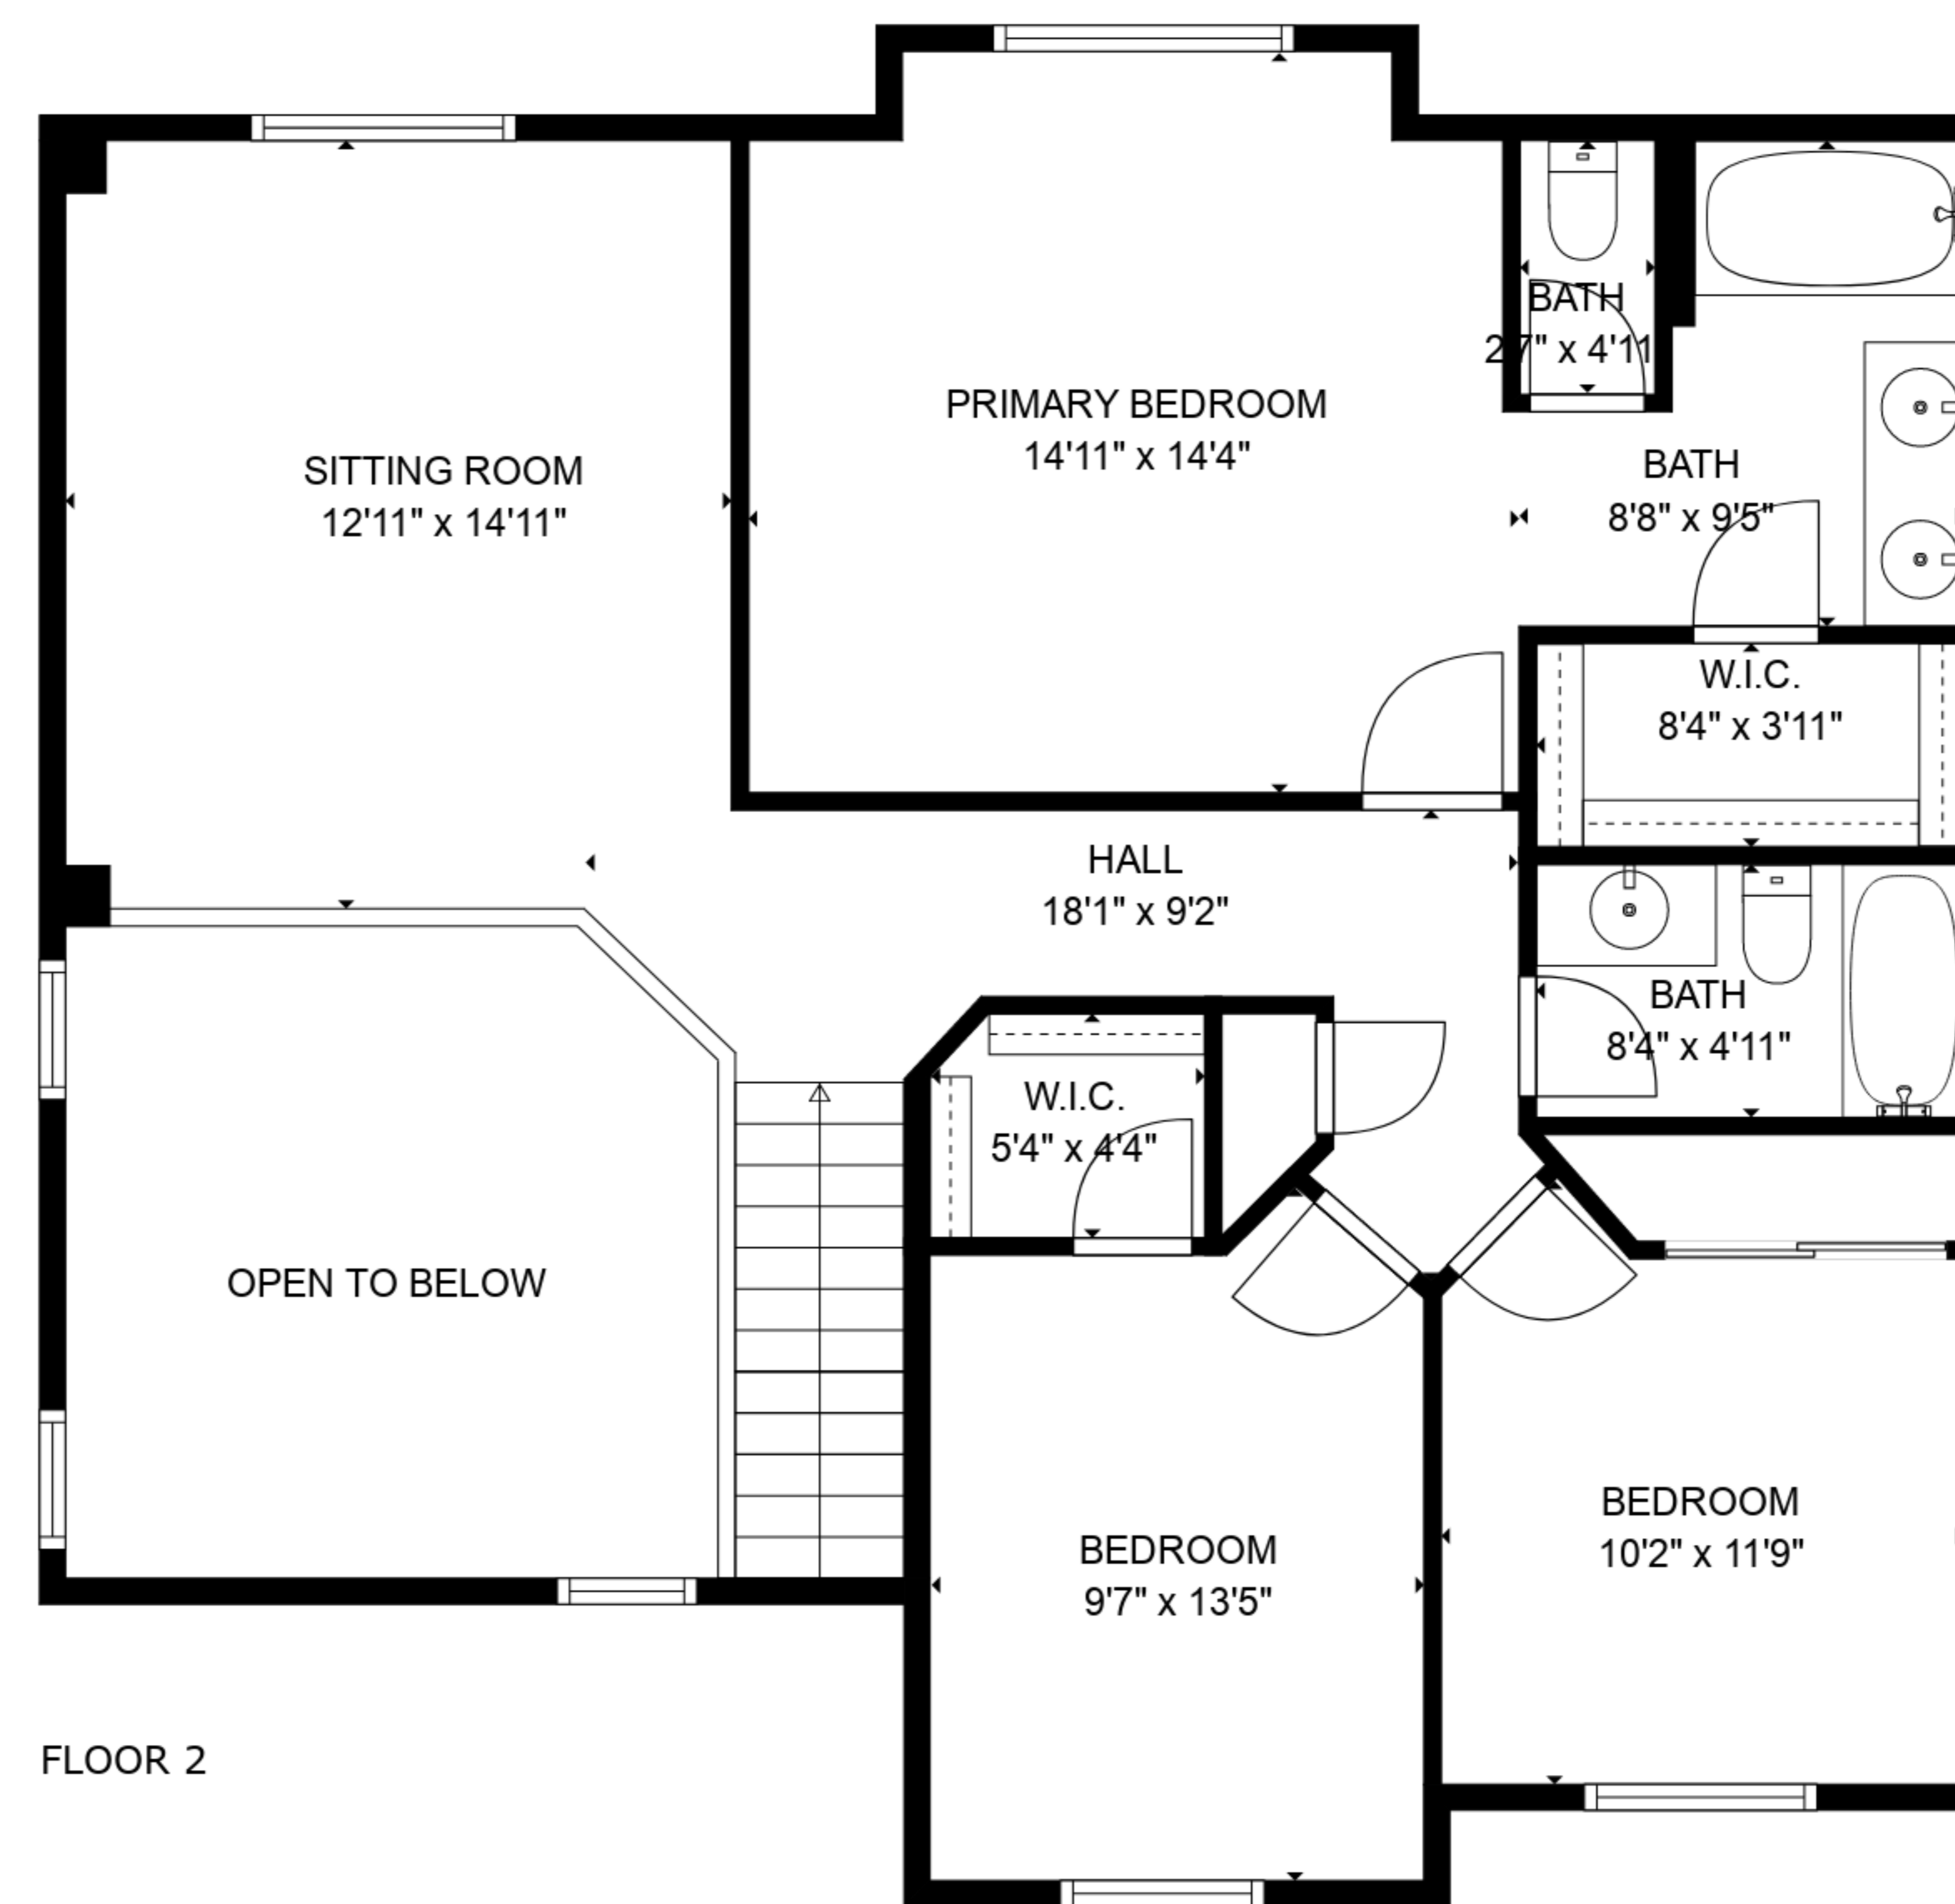 SITTING ROOM
12'11" x 14'11"
PRIMARY BEDROOM
14'11" x 14'4"
BATH
2'7" x 4'11"
BATH
8'8" x 9'5"
W.I.C.
8'4" x 3'11"
HALL
18'1" x 9'2"
BATH
8'4" x 4'11"
W.I.C.
5'4" x 4'4"
OPEN TO BELOW
BEDROOM
9'7" x 13'5"
BEDROOM
10'2" x 11'9"
FLOOR 2